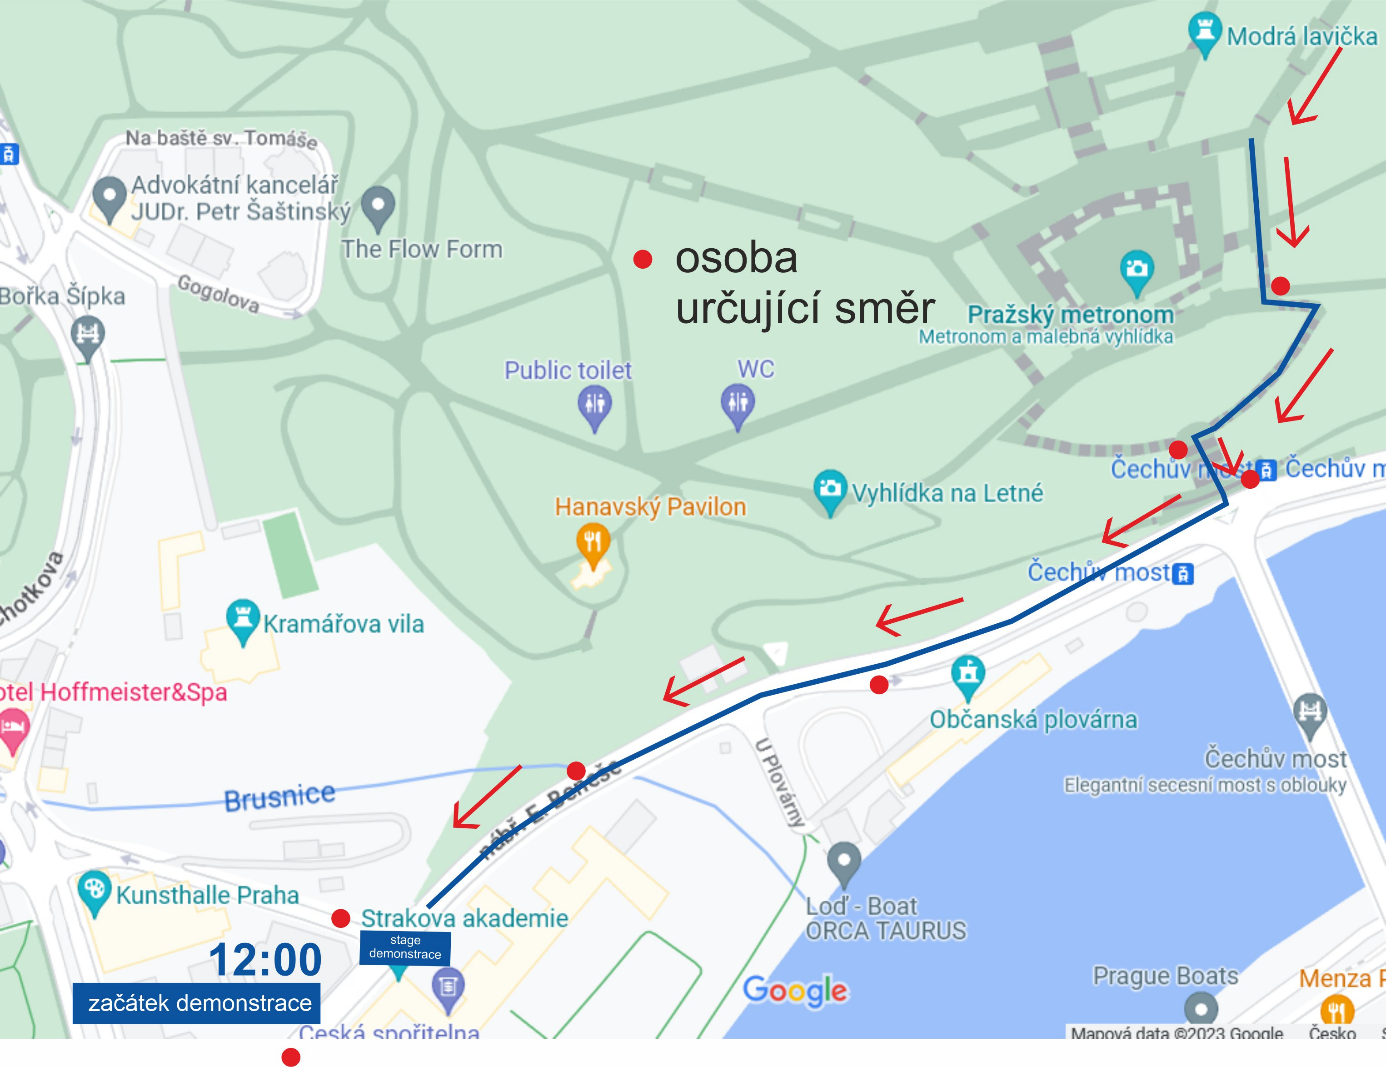 Modrá lavička
Na baště sv. Tomáše
Advokátní kancelář
JUDr. Petr Šaštinský
The Flow Form
osoba
určující směr
Gogolova
Bořka Šípka
Pražský metronom
Metronom a malebná vyhlídka
Public toilet
WC
Čechův most
Čechův m
Vyhlídka na Letné
Hanavský Pavilon
Čechův most
Chotkova
Kramářova vila
otel Hoffmeister&Spa
Občanská plovárna
U Plovárny
Čechův most
Elegantní secesní most s oblouky
Brusnice
nábř. E. Beneše
Kunsthalle Praha
Strakova akademie
Loď - Boat
ORCA TAURUS
stage
demonstrace
12:00
začátek demonstrace
Prague Boats
Menza P
Google
Česká spořitelna
Mapová data ©2023 Google
Česko